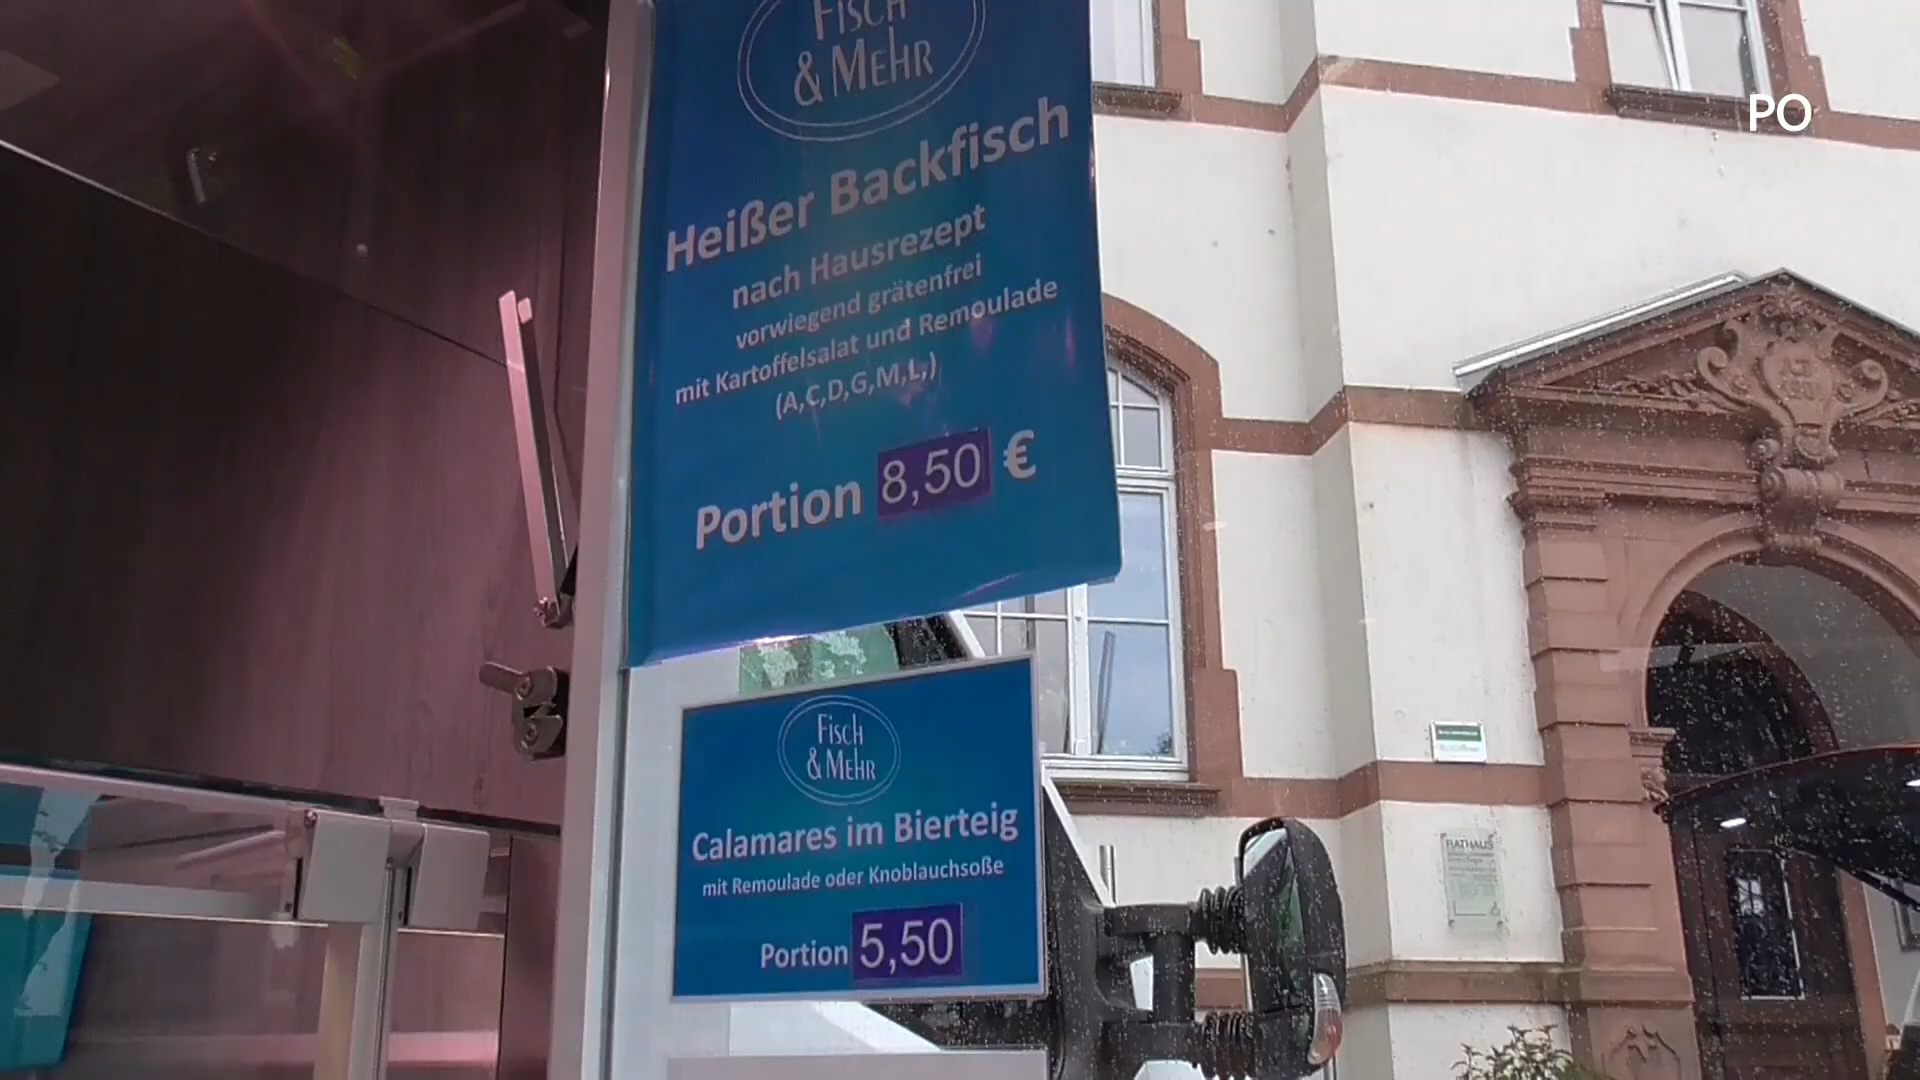 PO
Fisch
& Mehr
Heißer Backfisch
nach Hausrezept
vorwiegend grätenfrei
mit Kartoffelsalat und Remoulade
(A,C,D,G,M,L,)
Portion 8,50 €
Fisch
& Mehr
Calamares im Bierteig
mit Remoulade oder Knoblauchsoße
Portion 5,50
RATHAUS